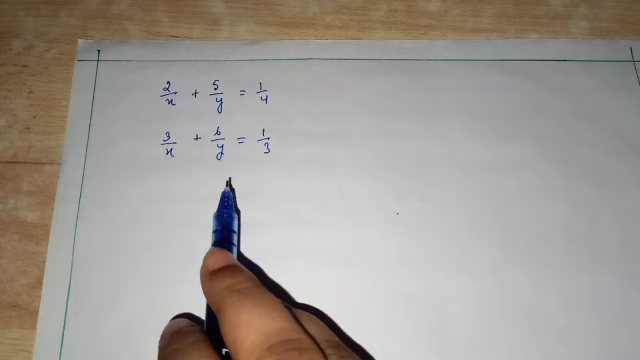 2/x + 5/y = 1/4
3/x + 6/y = 1/3